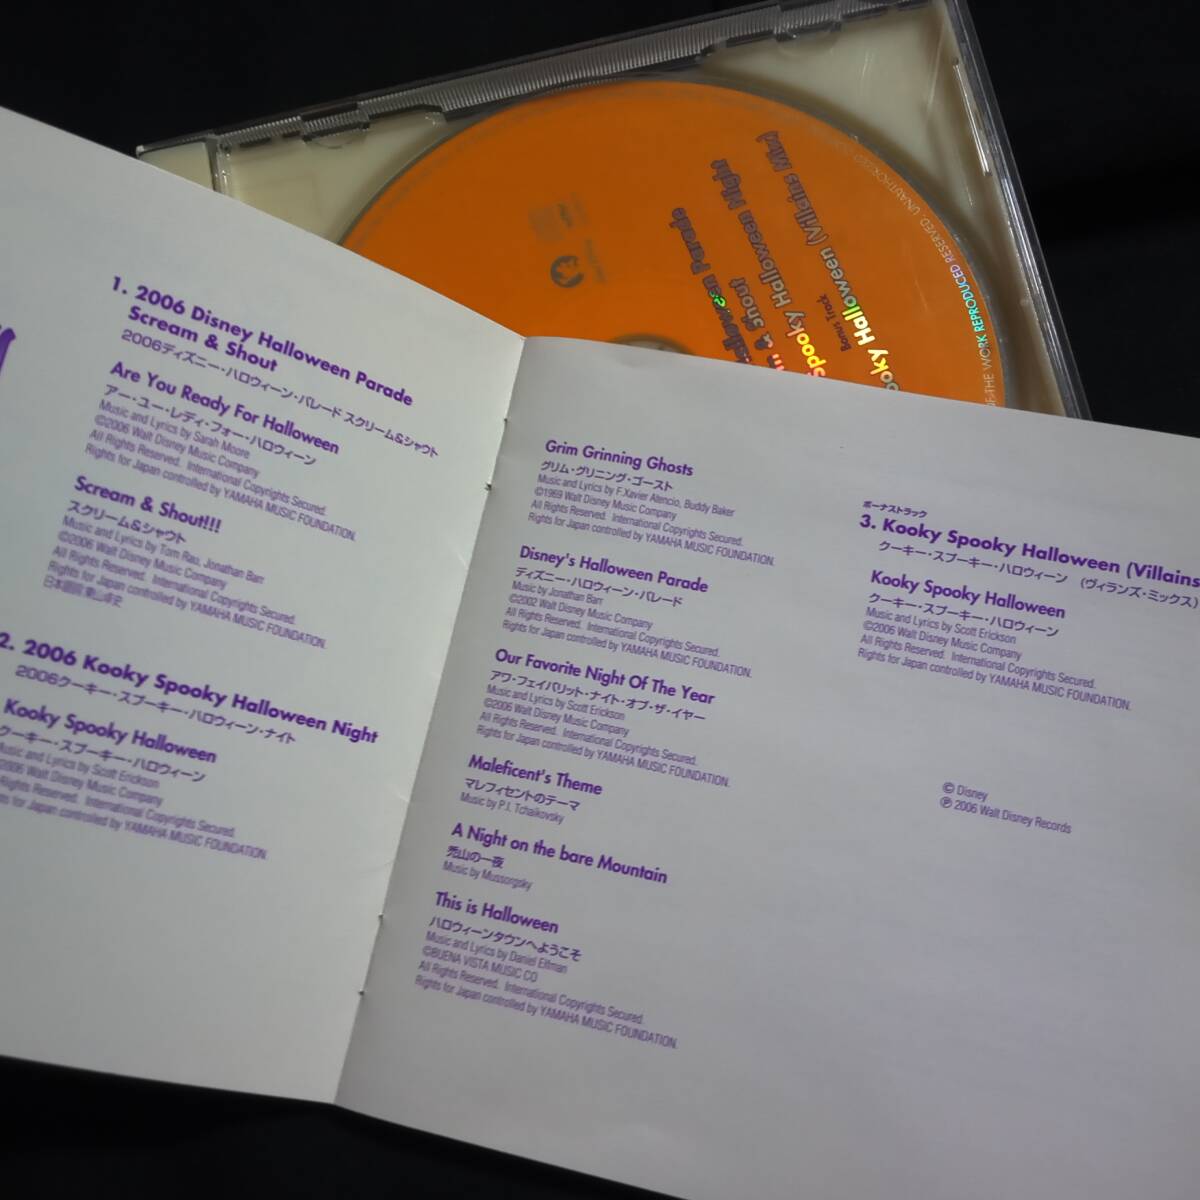 1. 2006 Disney Halloween Parade
Scream & Shout
2006ディズニー・ハロウィーン・パレード スクリーム&シャウト
Are You Ready For Halloween
アー・ユー・レディ・フォー・ハロウィーン
Music and Lyrics by Sarah Moore
©2006 Walt Disney Music Company
All Rights Reserved. International Copyrights Secured.
Rights for Japan controlled by YAMAHA MUSIC FOUNDATION.
Scream & Shout!!!
スクリーム&シャウト
Music and Lyrics by Tom Rao, Jonathan Barr
©2006 Walt Disney Music Company
All Rights Reserved. International Copyrights Secured.
Rights for Japan controlled by YAMAHA MUSIC FOUNDATION.
2. 2006 Kooky Spooky Halloween Night
2006クーキー・スプーキー・ハロウィーン・ナイト
Kooky Spooky Halloween
クーキー・スプーキー・ハロウィーン
Music and Lyrics by Scott Erickson
2006 Walt Disney Music Company
Rights Reserved. International Copyrights Secured.
for Japan controlled by YAMAHA MUSIC FOUNDATION.
Grim Grinning Ghosts
グリム・グリニング・ゴースト
Music and Lyrics by F.Xavier Atencio, Buddy Baker
©1969 Walt Disney Music Company
All Rights Reserved. International Copyrights Secured.
Rights for Japan controlled by YAMAHA MUSIC FOUNDATION.
Disney's Halloween Parade
ディズニー・ハロウィーン・パレード
Music by Jonathan Barr
©2002 Walt Disney Music Company
All Rights Reserved. International Copyrights Secured.
Rights for Japan controlled by YAMAHA MUSIC FOUNDATION.
Our Favorite Night Of The Year
アワ・フェイバリット・ナイト・オブ・ザ・イヤー
Music and Lyrics by Scott Erickson
©2006 Walt Disney Music Company
All Rights Reserved. International Copyrights Secured.
Rights for Japan controlled by YAMAHA MUSIC FOUNDATION.
Maleficent's Theme
マレフィセントのテーマ
Music by P.I. Tchaikovsky
A Night on the bare Mountain
禿山の一夜
Music by Mussorgsky
This is Halloween
ハロウィーンタウンへようこそ
Music and Lyrics by Daniel Elfman
©BUENA VISTA MUSIC CO
All Rights Reserved. International Copyrights Secured.
Rights for Japan controlled by YAMAHA MUSIC FOUNDATION.
ボーナストラック
3. Kooky Spooky Halloween (Villains
クーキー・スプーキー・ハロウィーン (ヴィランズ・ミックス)
Kooky Spooky Halloween
クーキー・スプーキー・ハロウィーン
Music and Lyrics by Scott Erickson
©2006 Walt Disney Music Company
All Rights Reserved. International Copyrights Secured.
Rights for Japan controlled by YAMAHA MUSIC FOUNDATION.
© Disney
℗ 2006 Walt Disney Records
Parade
& Shout
Spooky Halloween Night
Bonus Track
Halloween (Villains Mix)
OF THE WORK REPRODUCED RESERVED. UNAUTHORIZED